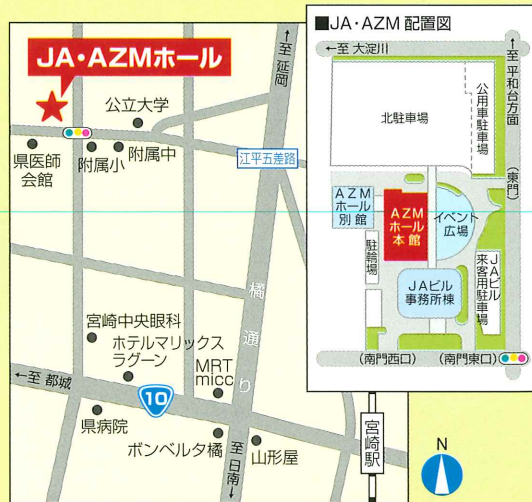 JA・AZMホール
↑至 延岡
公立大学
県医師
会館
附属小
附属中
江平五差路
橘通り
宮崎中央眼科
ホテルマリックス
ラグーン
MRT
micc
←至 都城
10
県病院
ボンベルタ橘
山形屋
至 日南↓
宮崎駅
N
■JA・AZM 配置図
←至 大淀川
↑至 平和台方面
北駐車場
公用車駐車場
(東門)
AZM
ホール
別館
AZM
ホール
本館
イベント
広場
駐輪場
JAビル
事務所棟
JAビル
来客用駐車場
(南門西口)
(南門東口)